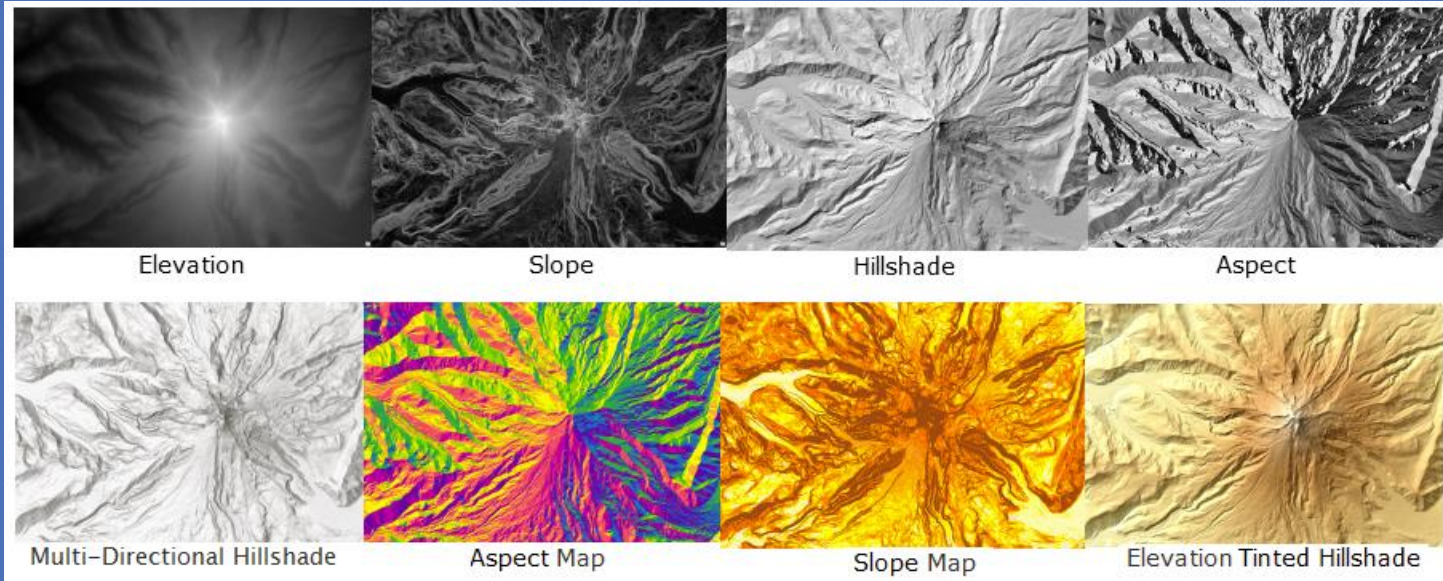 Elevation
Slope
Hillshade
Aspect
Multi-Directional Hillshade
Aspect Map
Slope Map
Elevation Tinted Hillshade